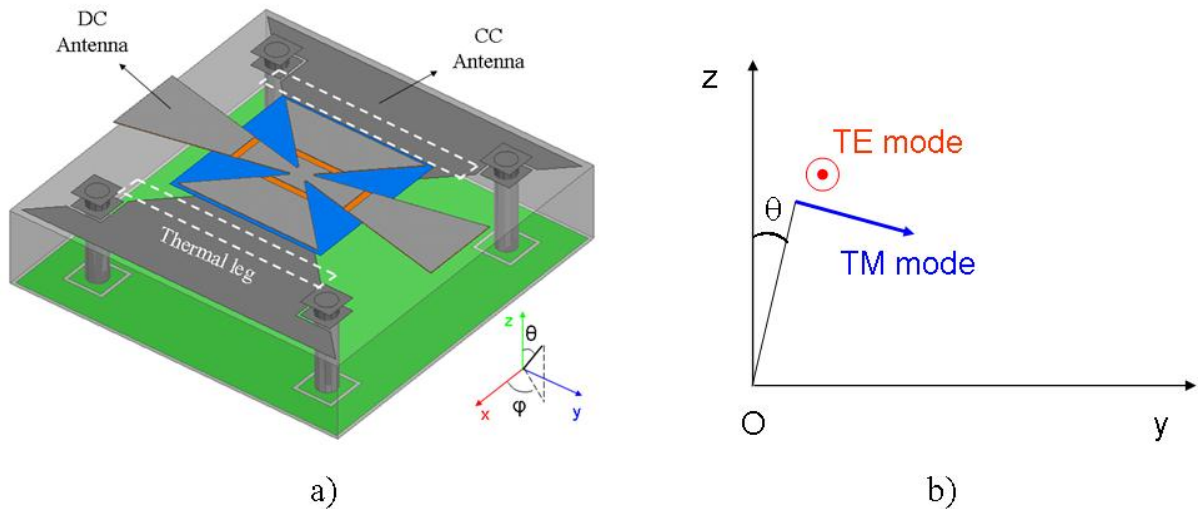 DC
Antenna
CC
Antenna
Thermal leg
z
θ
x
φ
y
a)
z
TE mode
θ
TM mode
O
y
b)